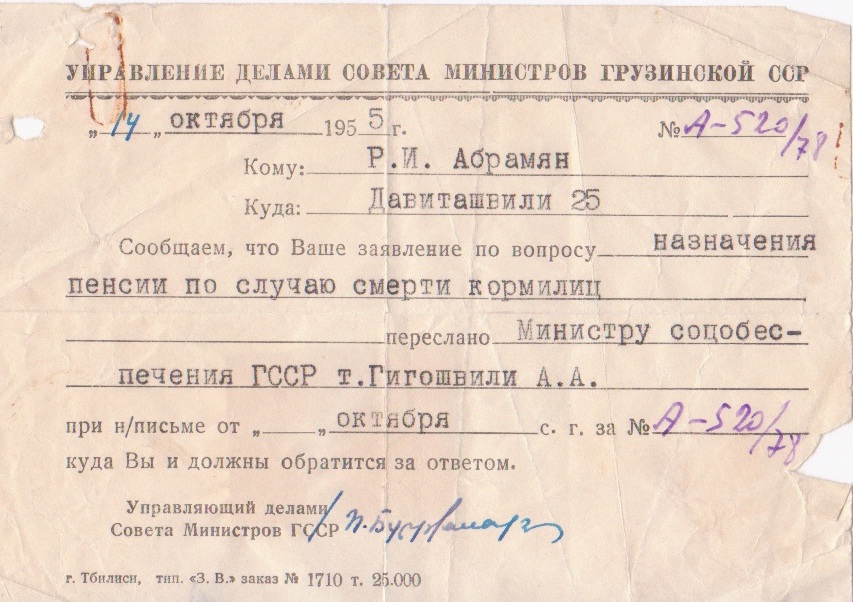 УПРАВЛЕНИЕ ДЕЛАМИ СОВЕТА МИНИСТРОВ ГРУЗИНСКОЙ ССР
„14„ октября 1955 г. № А-520/78
Кому: Р.И. Абрамян
Куда: Давиташвили 25
Сообщаем, что Ваше заявление по вопросу назначения
пенсии по случаю смерти кормилиц
переслано Министру соцобес-
печения ГССР т.Гигошвили А.А.
при н/письме от „ „ октября с. г. за № А-520/78
куда Вы и должны обратится за ответом.
Управляющий делами
Совета Министров ГССР
г. Тбилиси, тип. «З. В.» заказ № 1710 т. 25.000